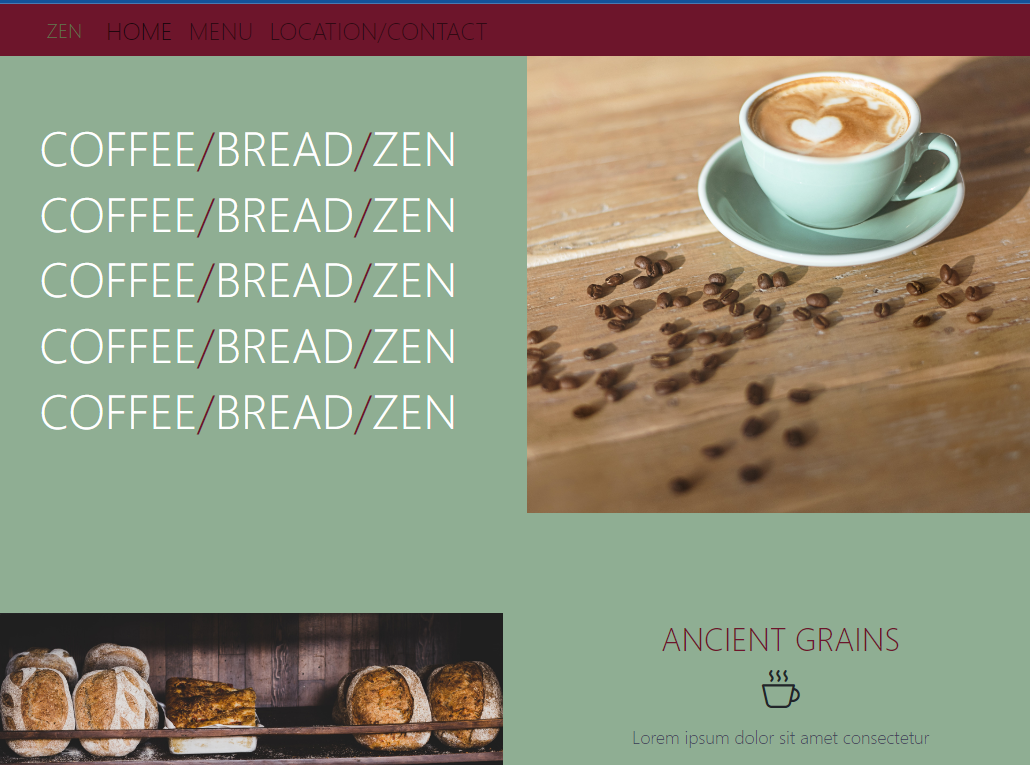 ZEN HOME MENU LOCATION/CONTACT
COFFEE/BREAD/ZEN
COFFEE/BREAD/ZEN
COFFEE/BREAD/ZEN
COFFEE/BREAD/ZEN
COFFEE/BREAD/ZEN
ANCIENT GRAINS
Lorem ipsum dolor sit amet consectetur